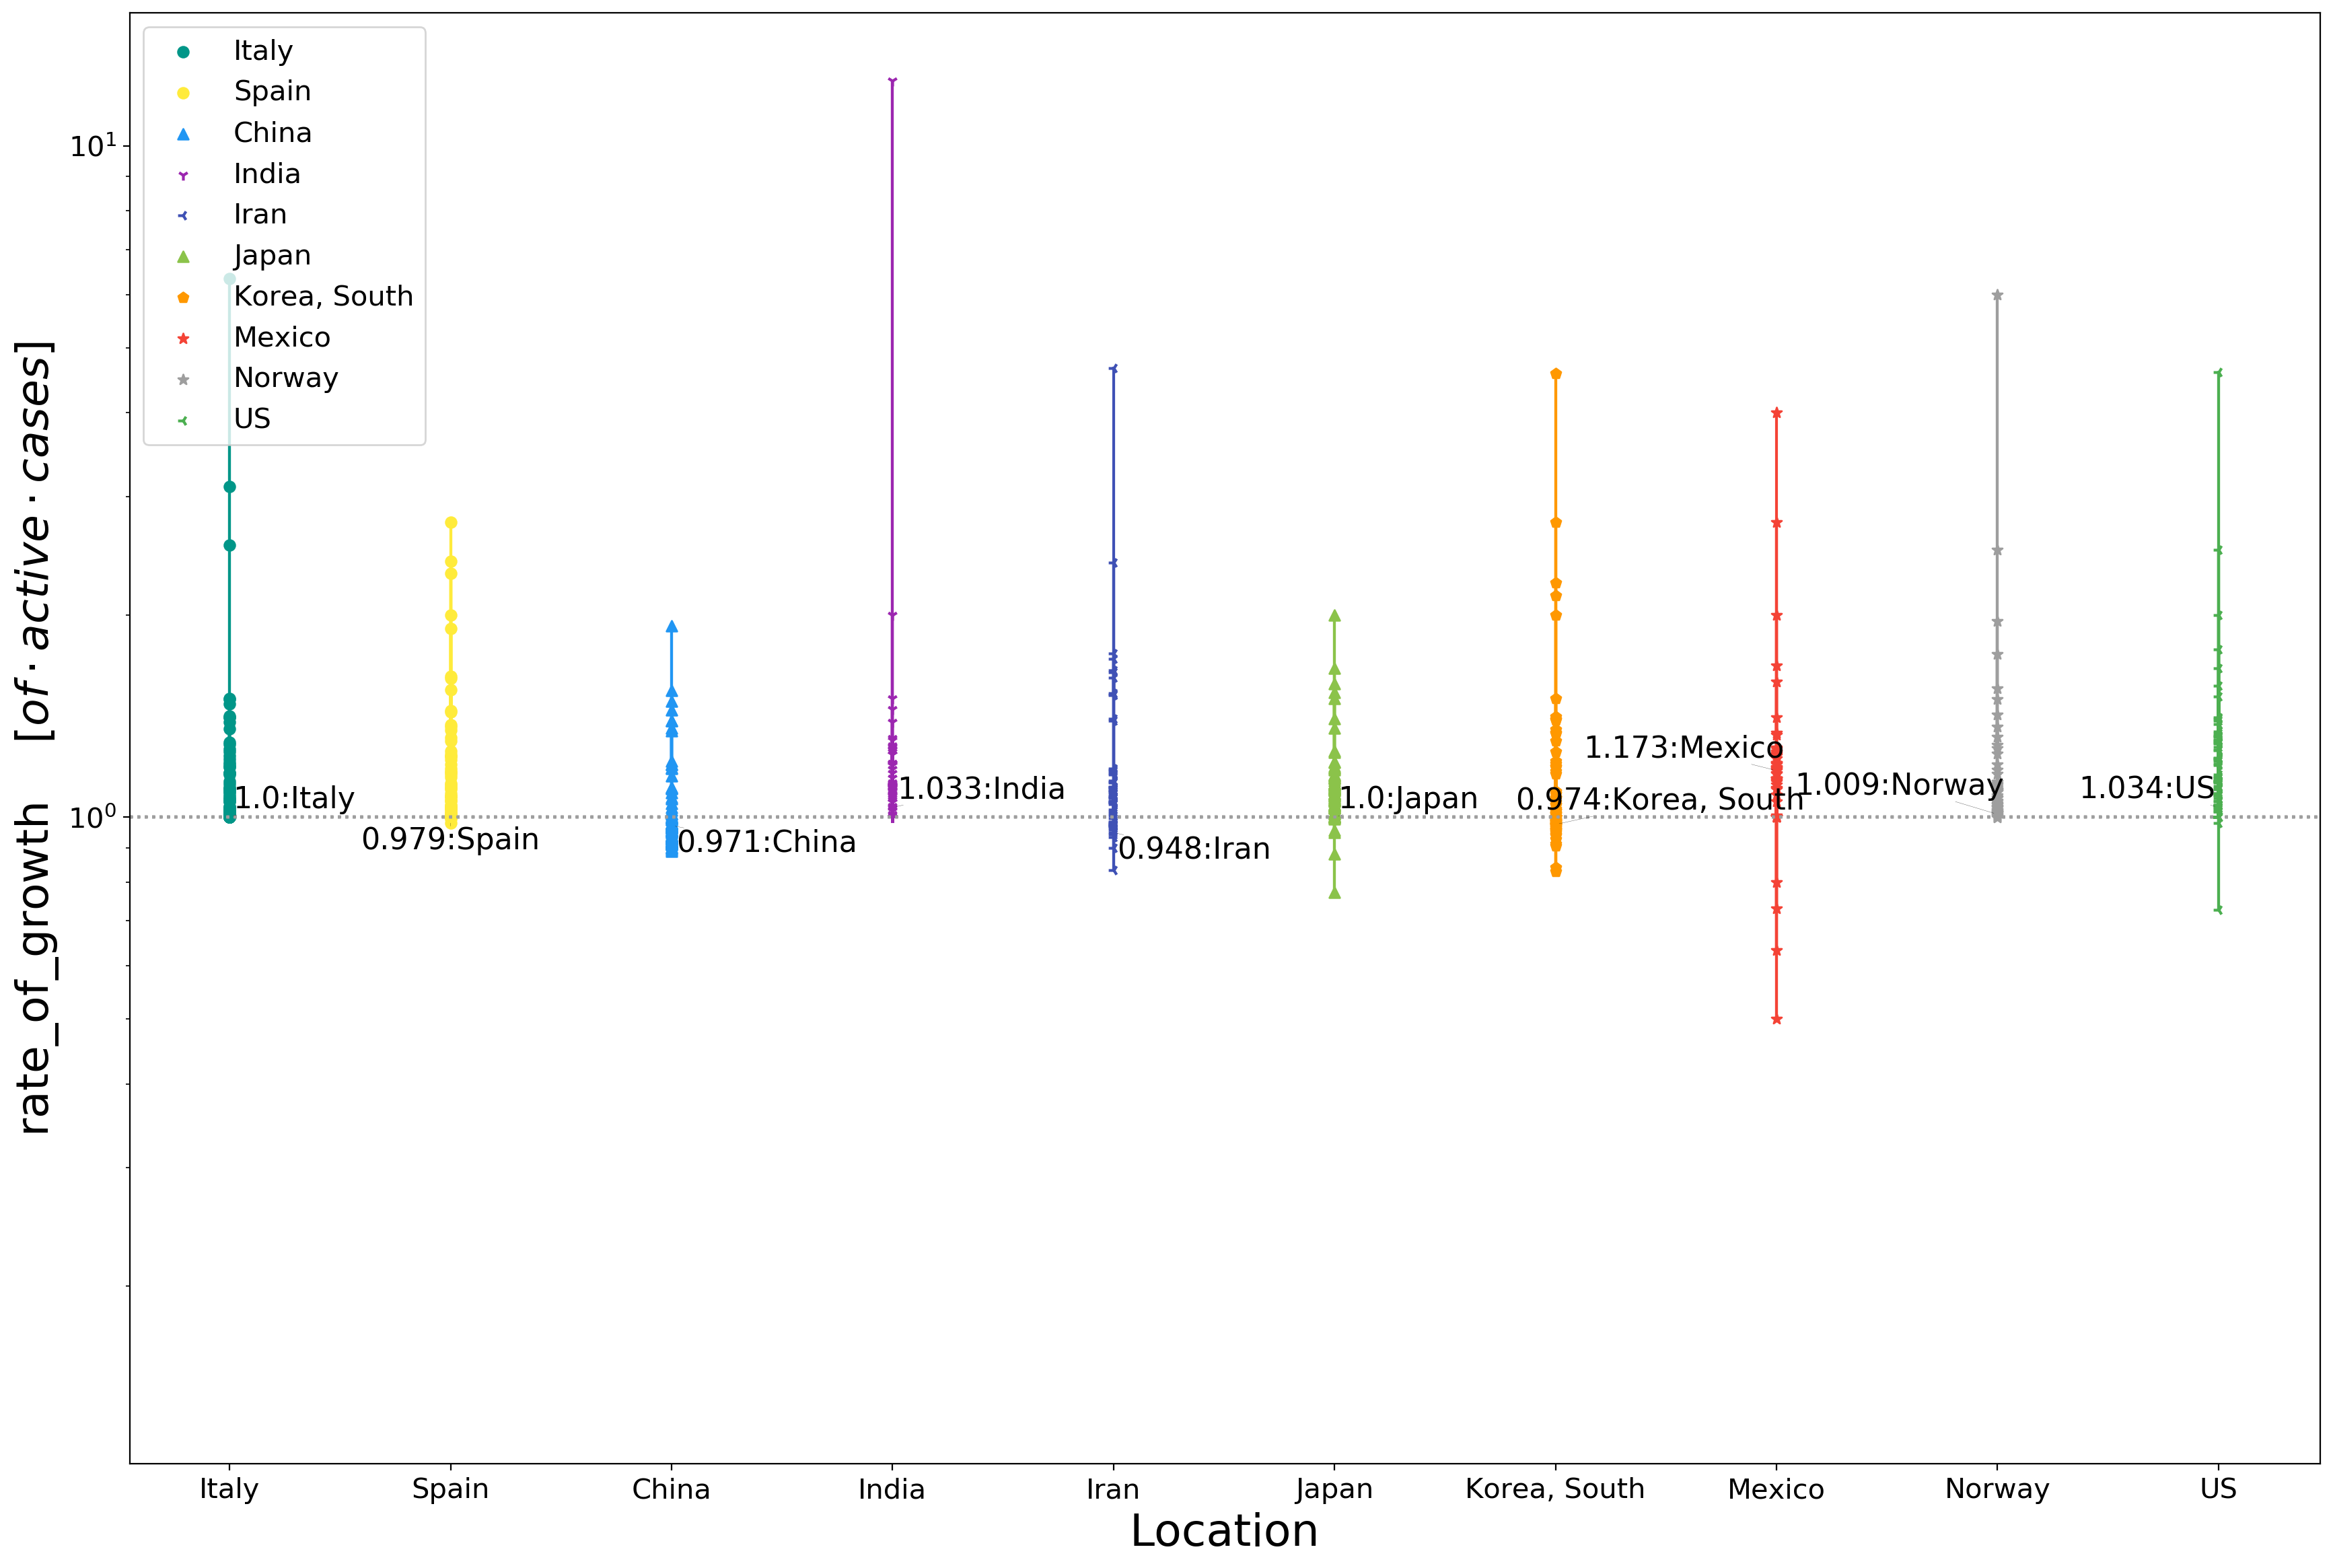 Italy
Spain
China
India
Iran
Japan
Korea, South
Mexico
Norway
US
10¹
10⁰
rate_of_growth [of · active · cases]
1.0:Italy
0.979:Spain
0.971:China
1.033:India
0.948:Iran
1.0:Japan
0.974:Korea, South
1.173:Mexico
1.009:Norway
1.034:US
Italy Spain China India Iran Japan Korea, South Mexico Norway US
Location